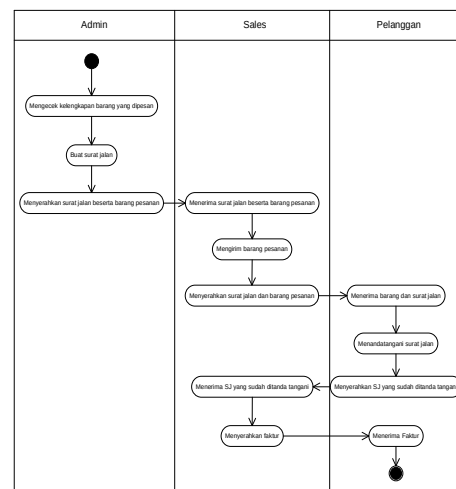 Admin
Sales
Pelanggan
Mengecek kelengkapan barang yang dipesan
Buat surat jalan
Menyerahkan surat jalan beserta barang pesanan
Menerima surat jalan beserta barang pesanan
Mengirim barang pesanan
Menyerahkan surat jalan dan barang pesanan
Menerima barang dan surat jalan
Menandatangani surat jalan
Menyerahkan SJ yang sudah ditanda tangani
Menerima SJ yang sudah ditanda tangani
Menyerahkan faktur
Menerima Faktur